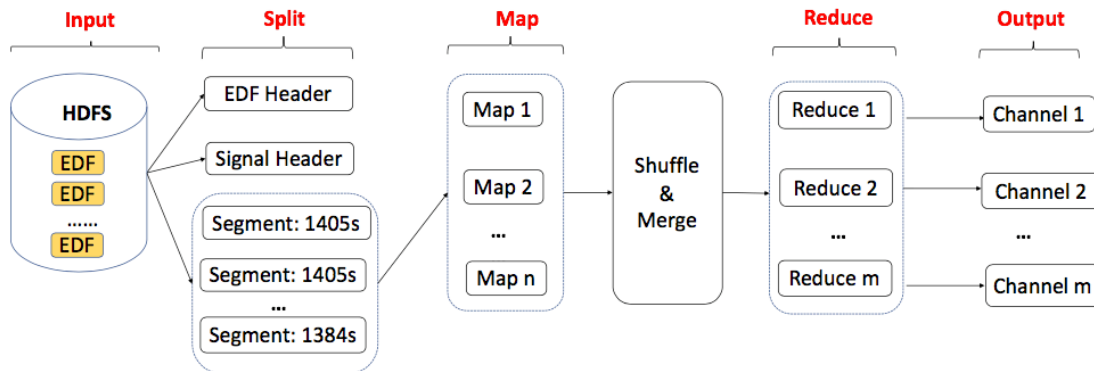 Input
Split
Map
Reduce
Output
HDFS
EDF
EDF
......
EDF
EDF Header
Signal Header
Segment: 1405s
Segment: 1405s
...
Segment: 1384s
Map 1
Map 2
...
Map n
Shuffle
&
Merge
Reduce 1
Reduce 2
...
Reduce m
Channel 1
Channel 2
...
Channel m